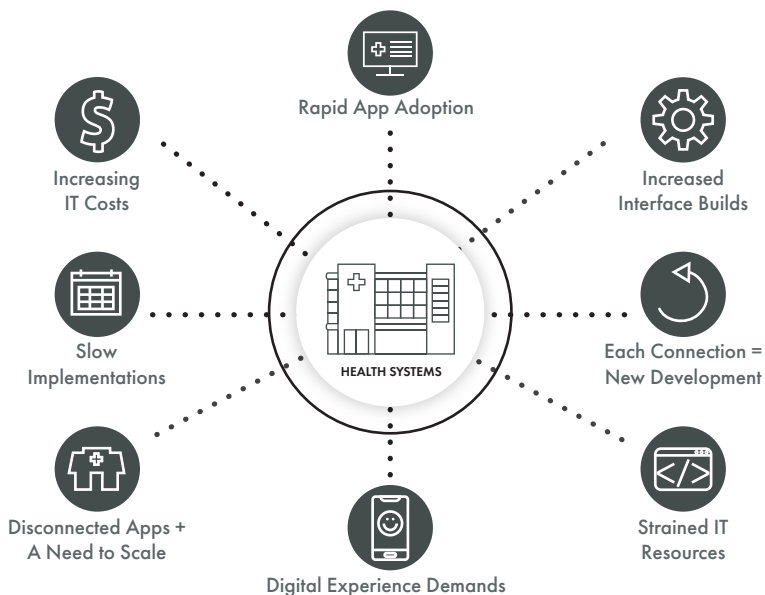 Rapid App Adoption
Increasing
IT Costs
Increased
Interface Builds
Slow
Implementations
HEALTH SYSTEMS
Each Connection =
New Development
Disconnected Apps +
A Need to Scale
Strained IT
Resources
Digital Experience Demands